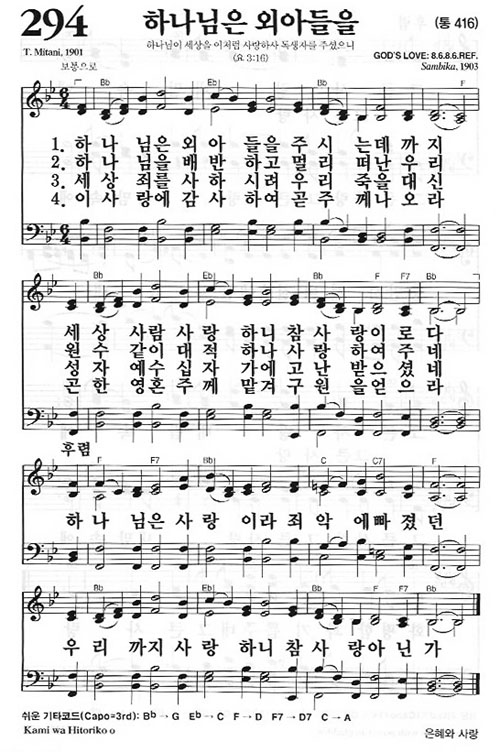 294 하나님은 외아들을 (통 416)
하나님이 세상을 이처럼 사랑하사 독생자를 주셨으니
T. Mitani, 1901
(요. 3:16)
GOD'S LOVE: 8.6.8.6.REF.
보통으로
Sambika, 1903
Bb Eb Bb F
6/4
1. 하 나 님은 외 아 들을 주 시 는데 까 지
2. 하 나 님을 배 반 하고 멀 리 떠난 우 리
3. 세 상 죄를 사 하 시려 우 리 죽을 대 신
4. 이 사 랑에 감 사 하여 곧 주 께나 오 라
6/4
Bb Eb Bb F F7 Bb
세 상 사람 사 랑 하니 참 사 랑이 로 다
원 수 같이 대 적 하나 사 랑 하여 주 네
성 자 예수 십 자 가에 고 난 받으 셨 네
곤 한 영혼 주 께 맡겨 구 원 을얻 으 라
후렴
F F7 Bb C C7 F
하 나 님은 사 랑 이라 죄 악 에빠 졌 던
Bb Eb Bb F F7 Bb
우 리 까지 사 랑 하니 참 사 랑아 닌 가
쉬운 기타코드(Capo=3rd): Bb → G Eb → C F → D F7 → D7 C → A
Kami wa Hitoriko o
은혜와 사랑